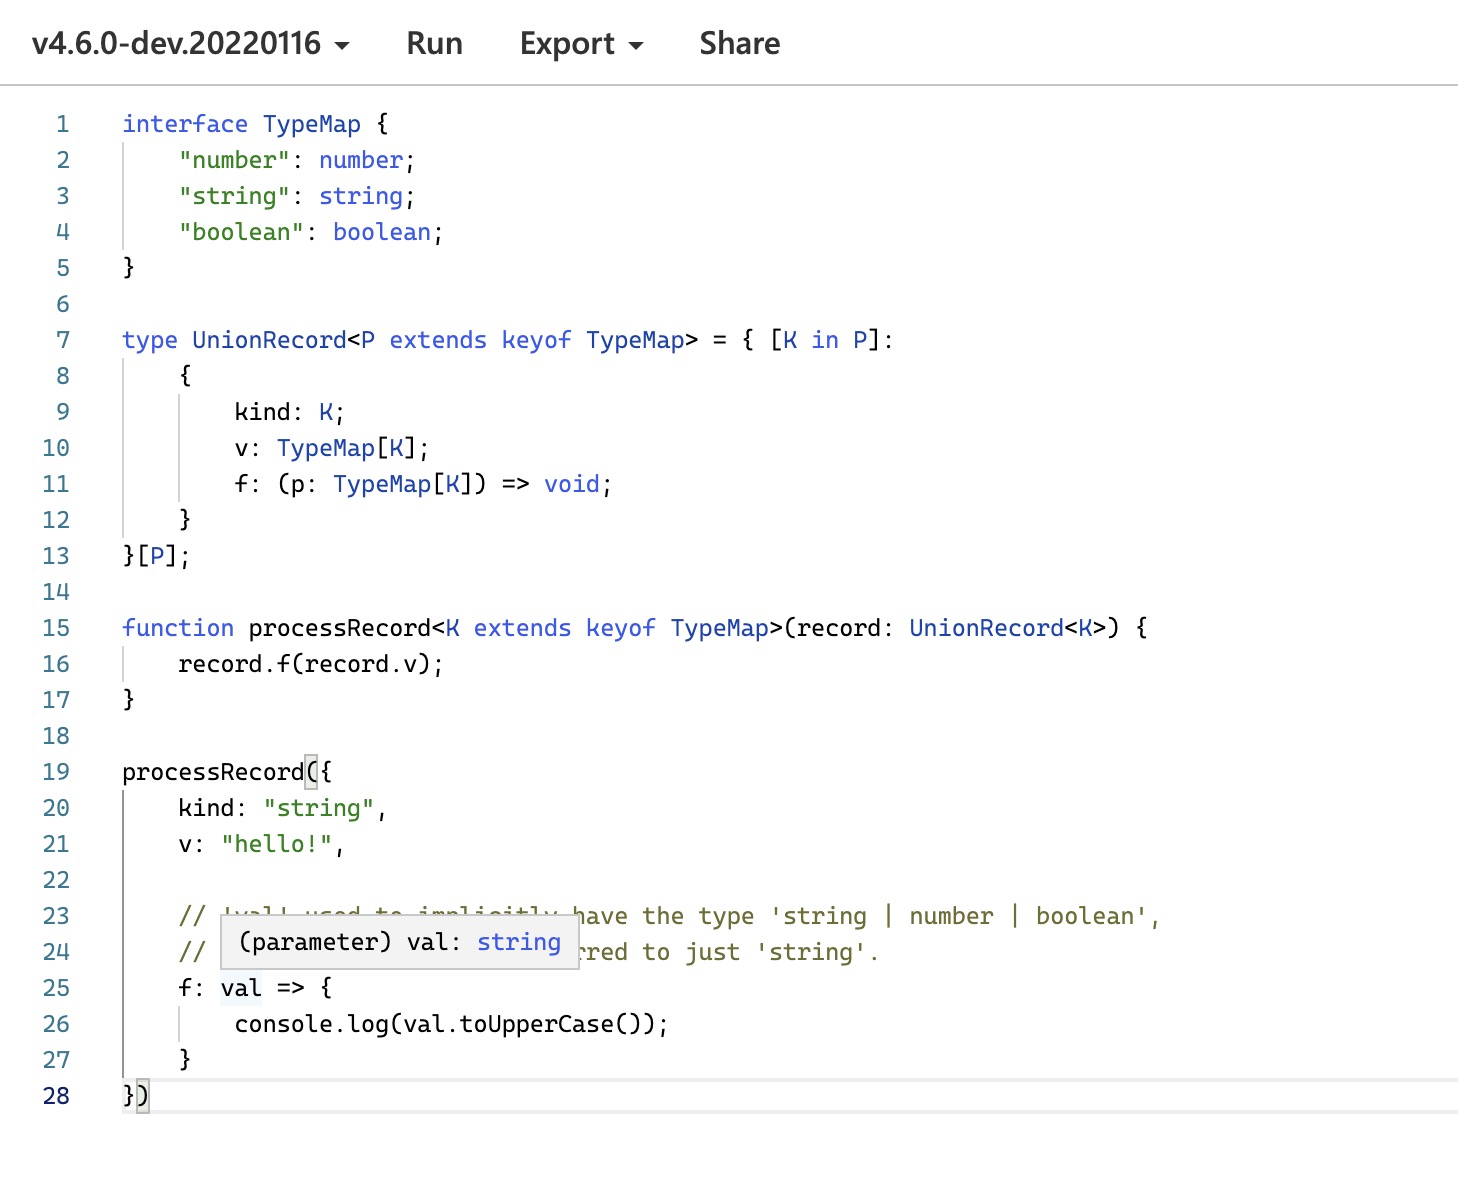 v4.6.0-dev.20220116 Run Export Share
1 interface TypeMap {
2 "number": number;
3 "string": string;
4 "boolean": boolean;
5 }
6
7 type UnionRecord<P extends keyof TypeMap> = { [K in P]:
8 {
9 kind: K;
10 v: TypeMap[K];
11 f: (p: TypeMap[K]) => void;
12 }
13 }[P];
14
15 function processRecord<K extends keyof TypeMap>(record: UnionRecord<K>) {
16 record.f(record.v);
17 }
18
19 processRecord({
20 kind: "string",
21 v: "hello!",
22
23 // 'val' used to implicitly have the type 'string | number | boolean',
(parameter) val: string
24 // to just 'string'.
25 f: val => {
26 console.log(val.toUpperCase());
27 }
28 })